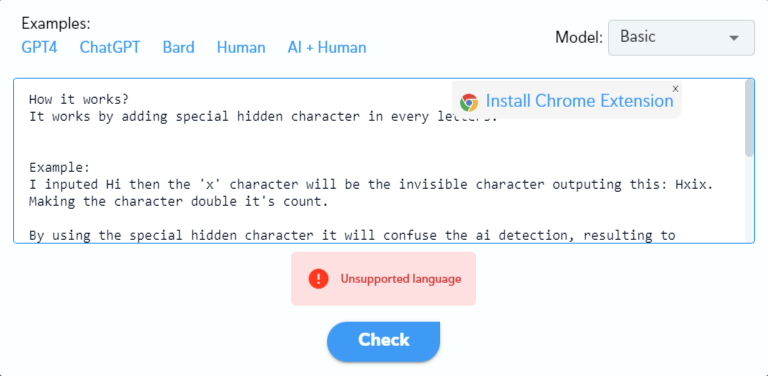 Examples:
GPT4 ChatGPT Bard Human AI + Human
Model: Basic
Install Chrome Extension x
How it works?
It works by adding special hidden character in every letters.
Example:
I inputed Hi then the 'x' character will be the invisible character outputing this: Hxix.
Making the character double it's count.
By using the special hidden character it will confuse the ai detection, resulting to
Unsupported language
Check